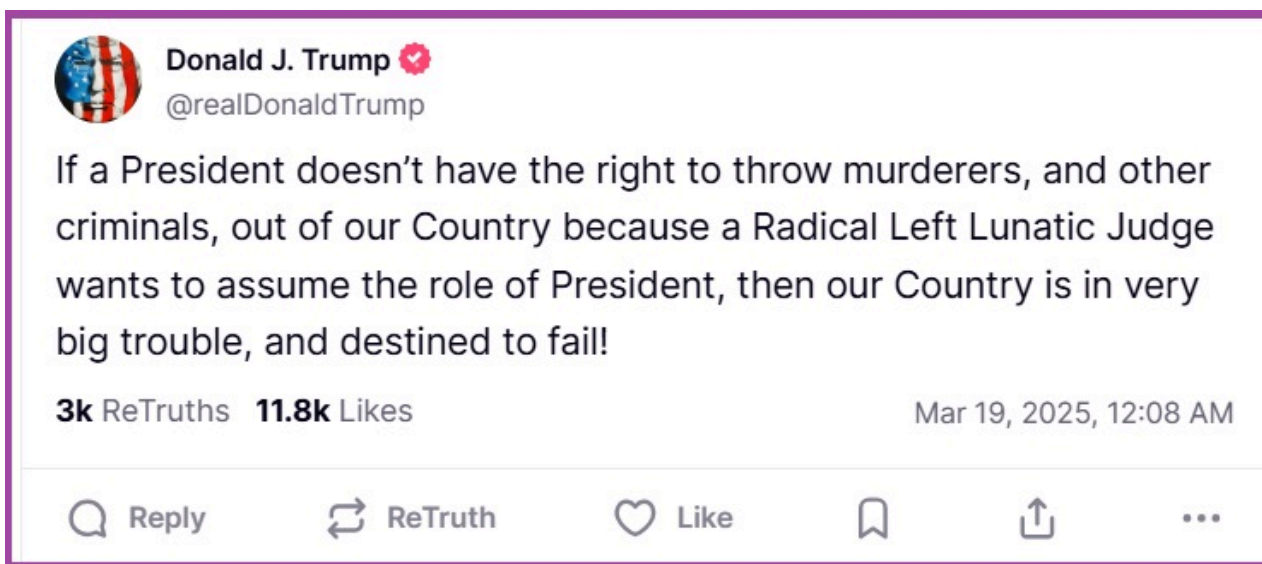 Donald J. Trump
@realDonaldTrump
If a President doesn’t have the right to throw murderers, and other
criminals, out of our Country because a Radical Left Lunatic Judge
wants to assume the role of President, then our Country is in very
big trouble, and destined to fail!
3k ReTruths 11.8k Likes Mar 19, 2025, 12:08 AM
Reply ReTruth Like